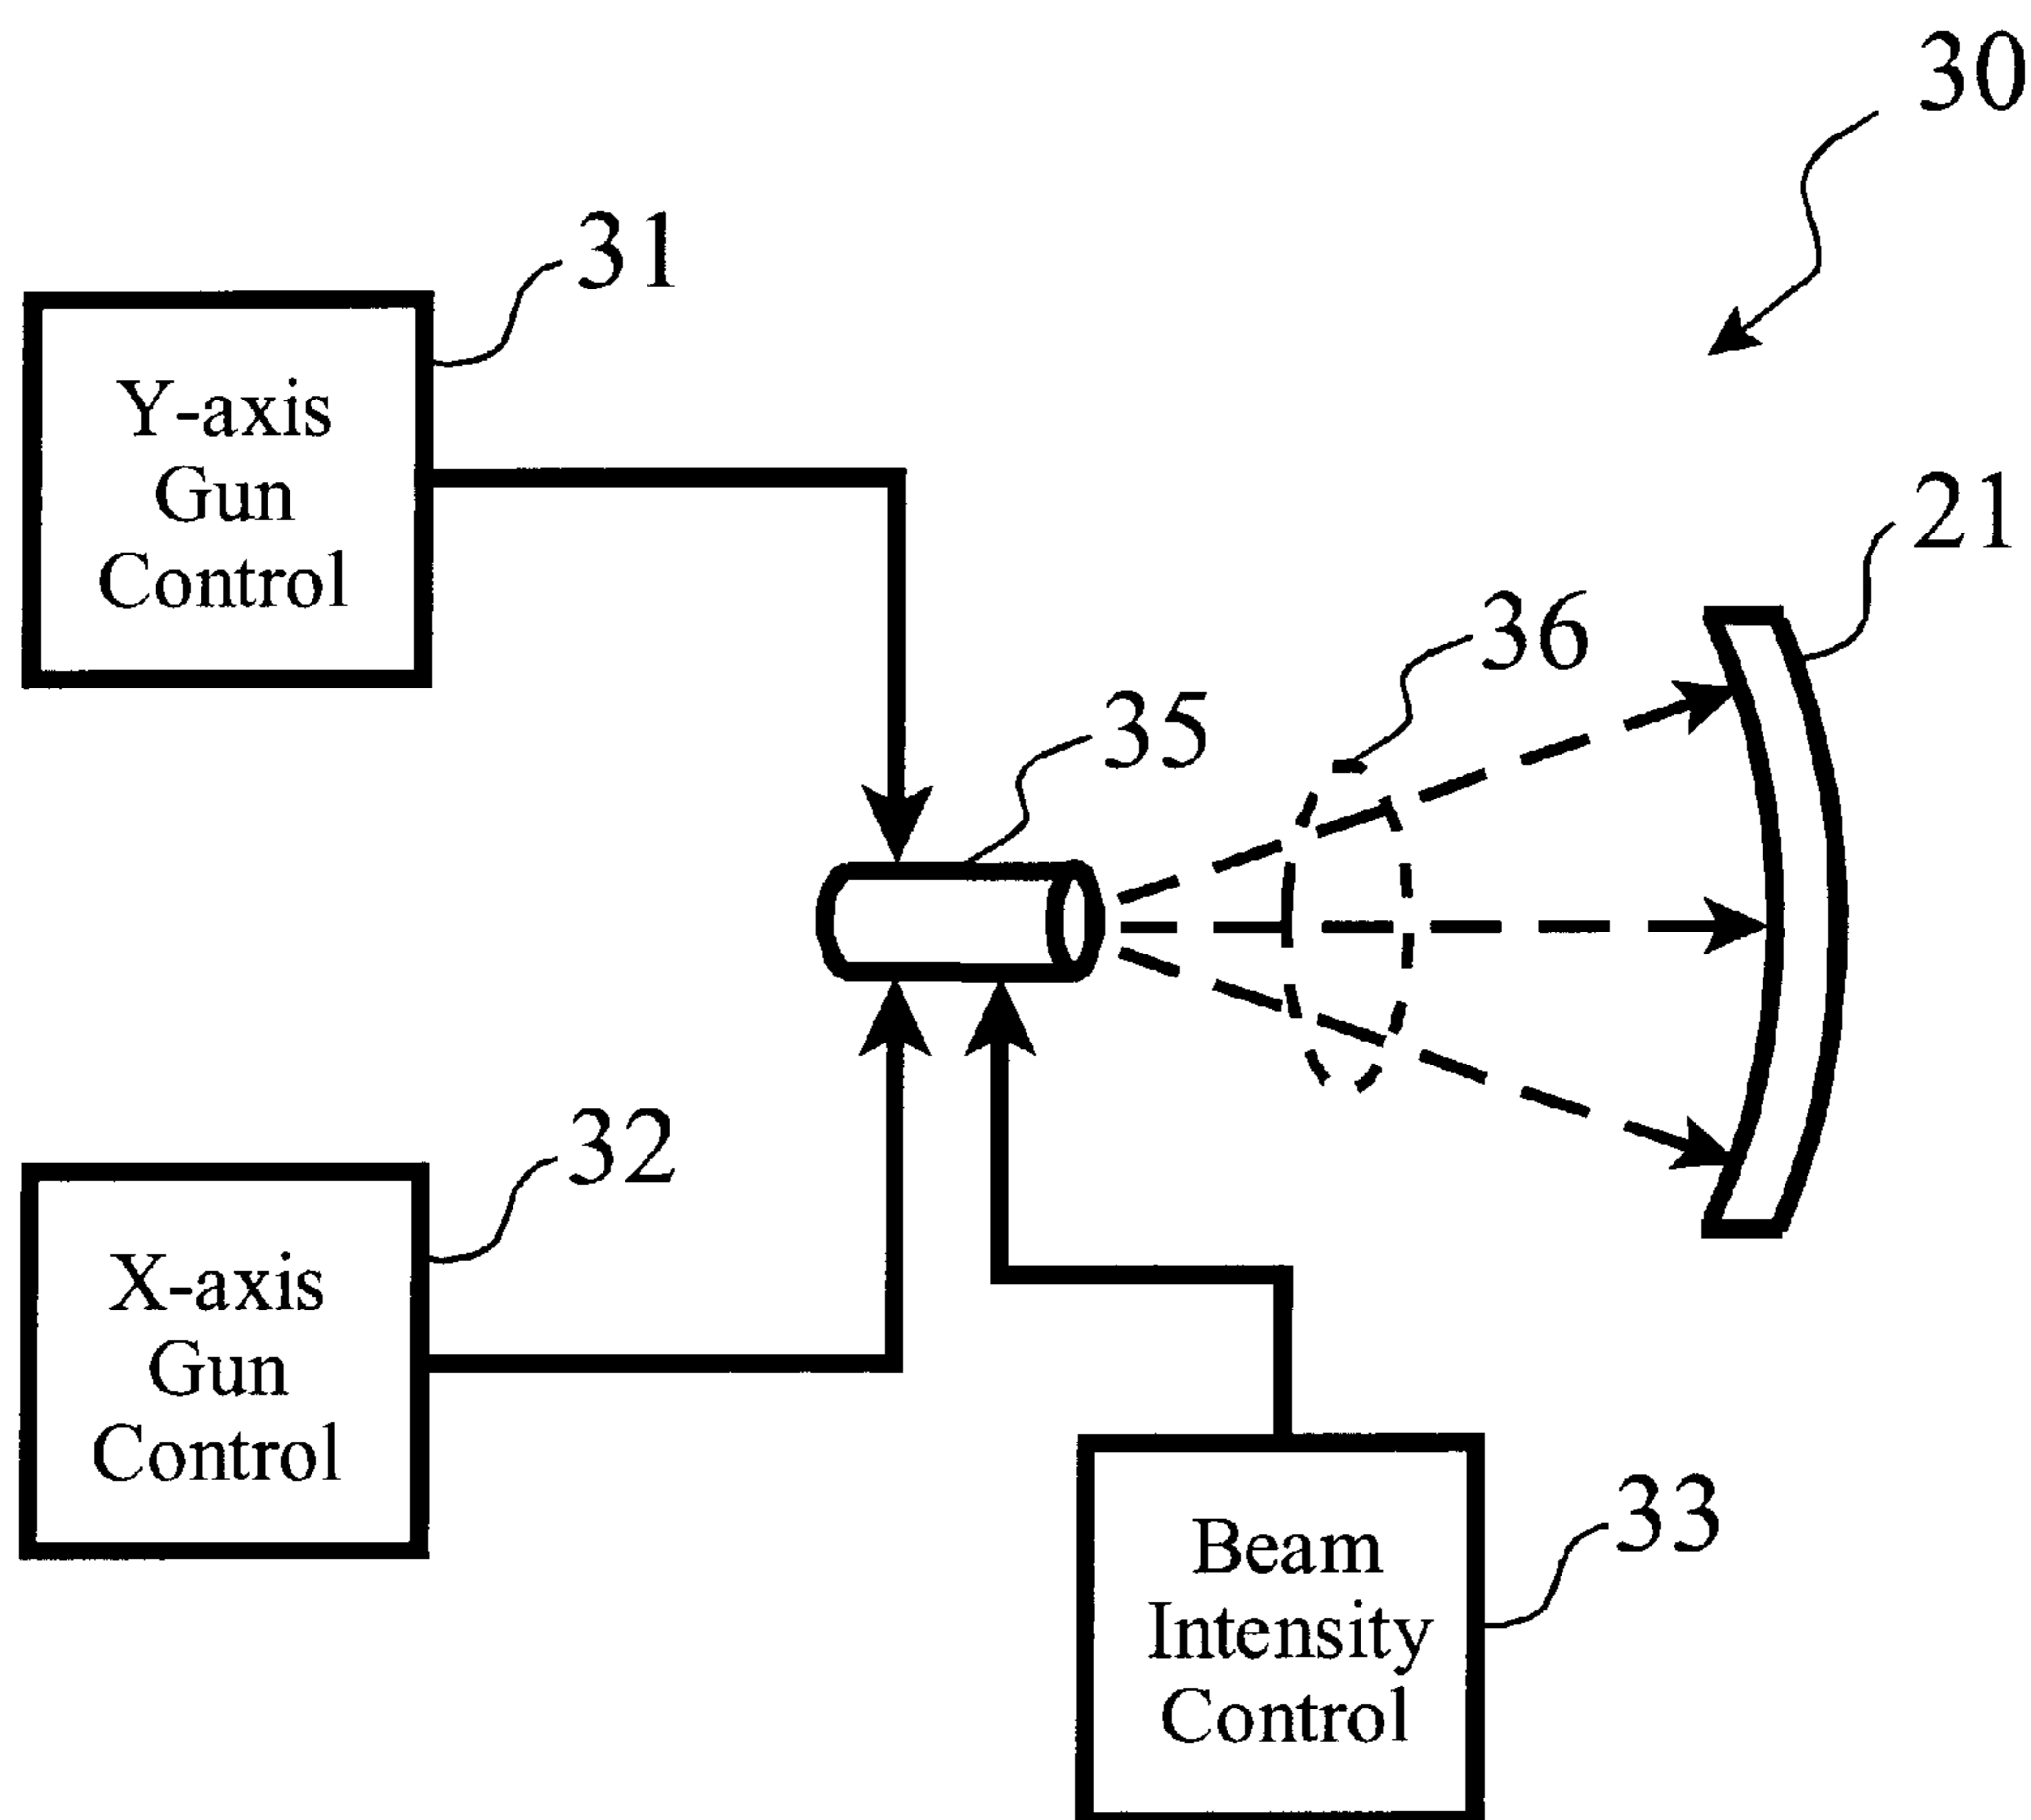 30
31
Y-axis
Gun
Control
21
36
35
32
X-axis
Gun
Control
33
Beam
Intensity
Control